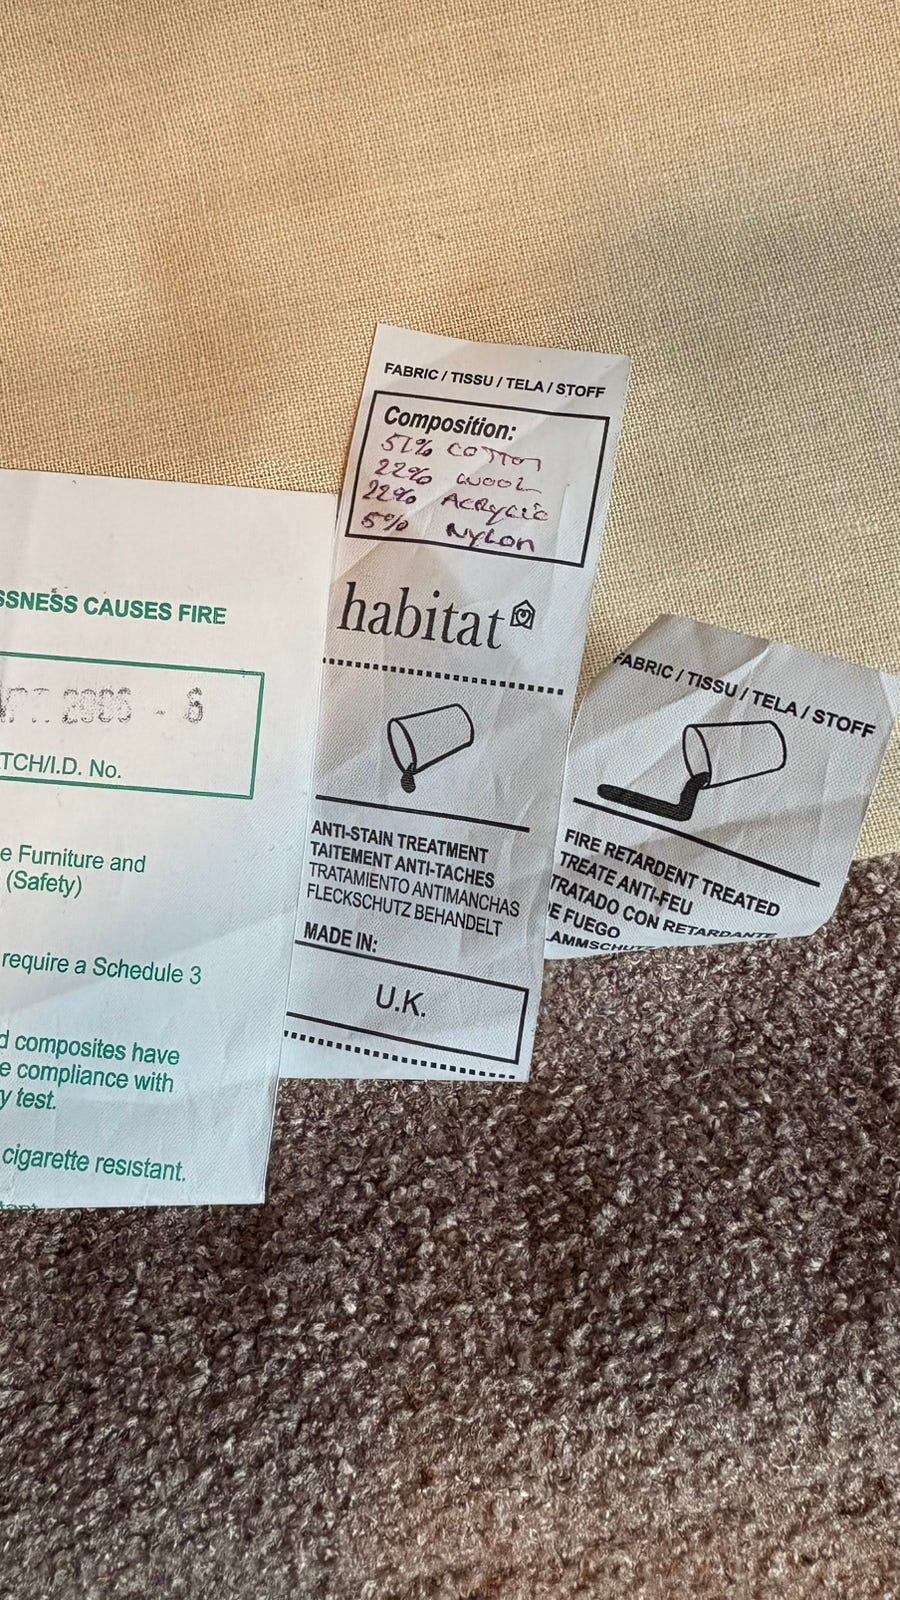 SSNESS CAUSES FIRE
- 6
TCH/I.D. No.
e Furniture and
(Safety)
require a Schedule 3
d composites have
e compliance with
y test.
cigarette resistant.
FABRIC / TISSU / TELA / STOFF
Composition:
51% COTTON
22% WOOL
22% ACRYLIC
5% NYLON
habitat
ANTI-STAIN TREATMENT
TAITEMENT ANTI-TACHES
TRATAMIENTO ANTIMANCHAS
FLECKSCHUTZ BEHANDELT
MADE IN:
U.K.
FABRIC / TISSU / TELA / STOFF
FIRE RETARDENT TREATED
TREATE ANTI-FEU
TRATADO CON RETARDANTE
DE FUEGO
LAMMSCHUTZ